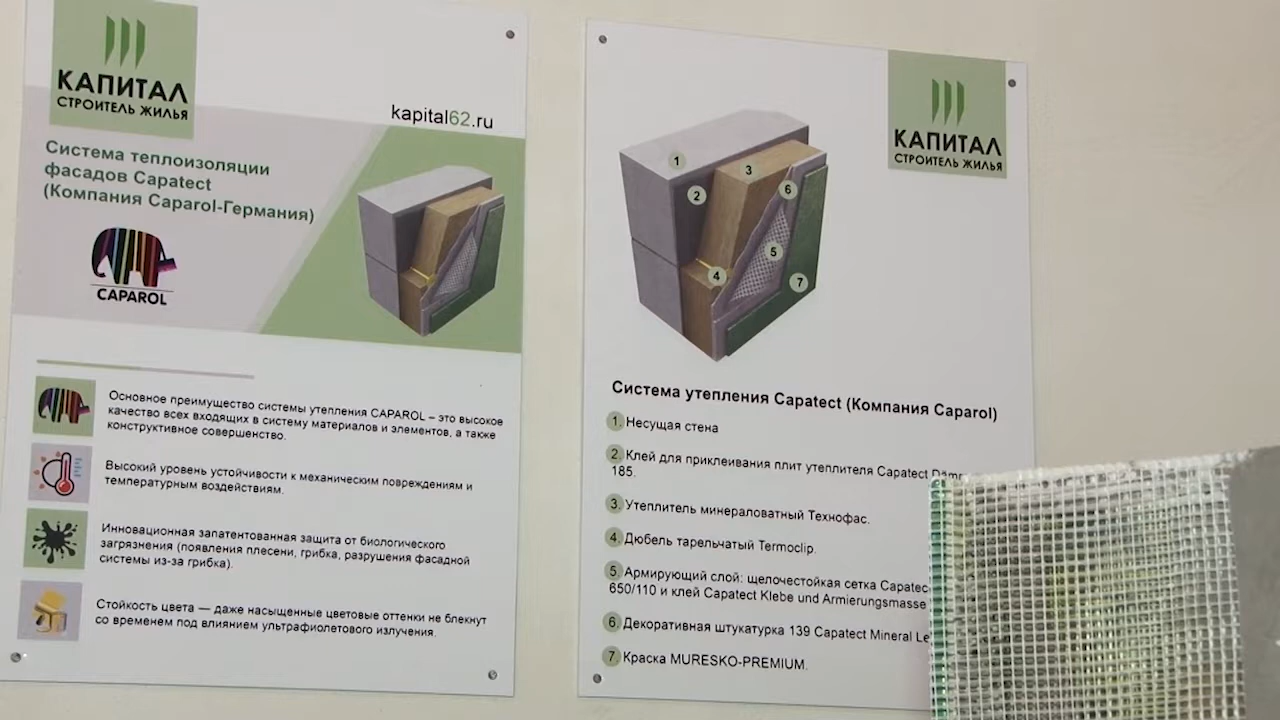 КАПИТАЛ
СТРОИТЕЛЬ ЖИЛЬЯ
kapital62.ru
Система теплоизоляции
фасадов Capatect
(Компания Caparol-Германия)
CAPAROL
Основное преимущество системы утепления CAPAROL – это высокое
качество всех входящих в систему материалов и элементов, а также
конструктивное совершенство.
Высокий уровень устойчивости к механическим повреждениям и
температурным воздействиям.
Инновационная запатентованная защита от биологического
загрязнения (появления плесени, грибка, разрушения фасадной
системы из-за грибка).
Стойкость цвета — даже насыщенные цветовые оттенки не блекнут
со временем под влиянием ультрафиолетового излучения.
КАПИТАЛ
СТРОИТЕЛЬ ЖИЛЬЯ
1
2
3
6
5
4
7
Система утепления Capatect (Компания Caparol)
1. Несущая стена
2. Клей для приклеивания плит утеплителя Capatect
185.
3. Утеплитель минераловатный Технофас.
4. Дюбель тарельчатый Termoclip.
5. Армирующий слой: щелочестойкая сетка Capatec
650/110 и клей Capatect Klebe und Armierungsmasse
6. Декоративная штукатурка 139 Capatect Mineral Le
7 Краска MURESKO-PREMIUM.